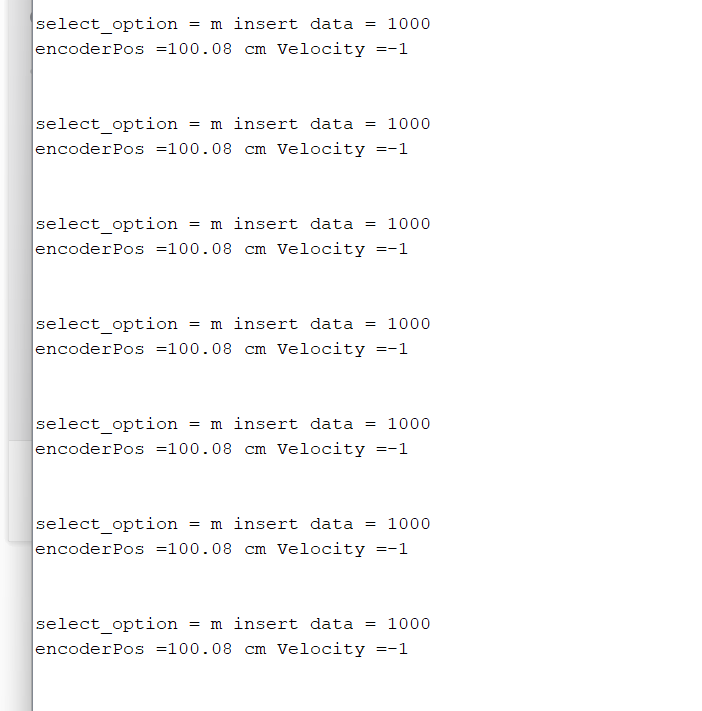 select_option = m insert data = 1000
encoderPos =100.08 cm Velocity =-1
select_option = m insert data = 1000
encoderPos =100.08 cm Velocity =-1
select_option = m insert data = 1000
encoderPos =100.08 cm Velocity =-1
select_option = m insert data = 1000
encoderPos =100.08 cm Velocity =-1
select_option = m insert data = 1000
encoderPos =100.08 cm Velocity =-1
select_option = m insert data = 1000
encoderPos =100.08 cm Velocity =-1
select_option = m insert data = 1000
encoderPos =100.08 cm Velocity =-1